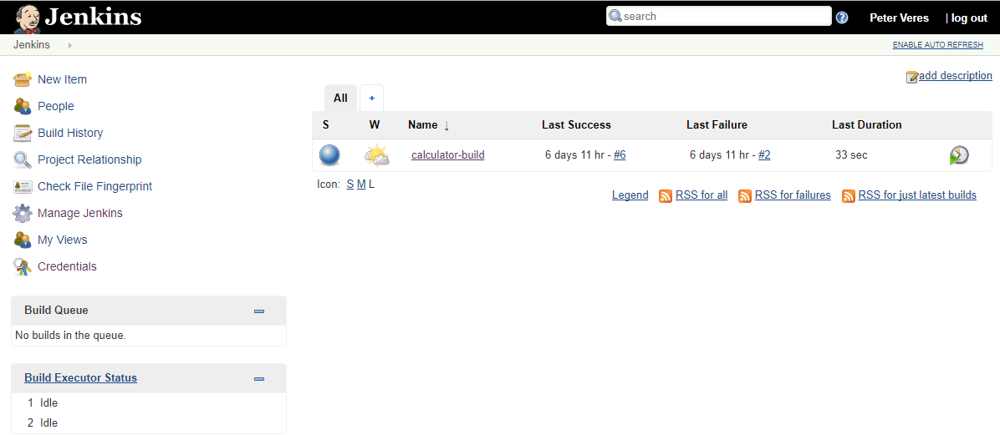 Jenkins
search
Peter Veres | log out
Jenkins
ENABLE AUTO REFRESH
New Item
People
Build History
Project Relationship
Check File Fingerprint
Manage Jenkins
My Views
Credentials
Build Queue
No builds in the queue.
Build Executor Status
1 Idle
2 Idle
add description
All +
S W Name ↓ Last Success Last Failure Last Duration
calculator-build 6 days 11 hr - #6 6 days 11 hr - #2 33 sec
Icon: S M L
Legend RSS for all RSS for failures RSS for just latest builds